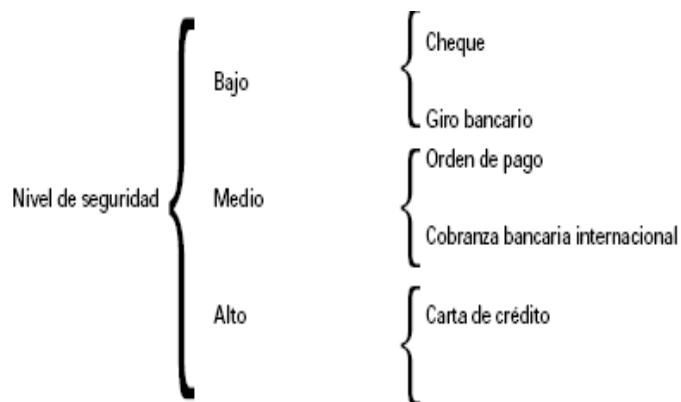 Nivel de seguridad
Bajo
Cheque
Giro bancario
Medio
Orden de pago
Cobranza bancaria internacional
Alto
Carta de crédito